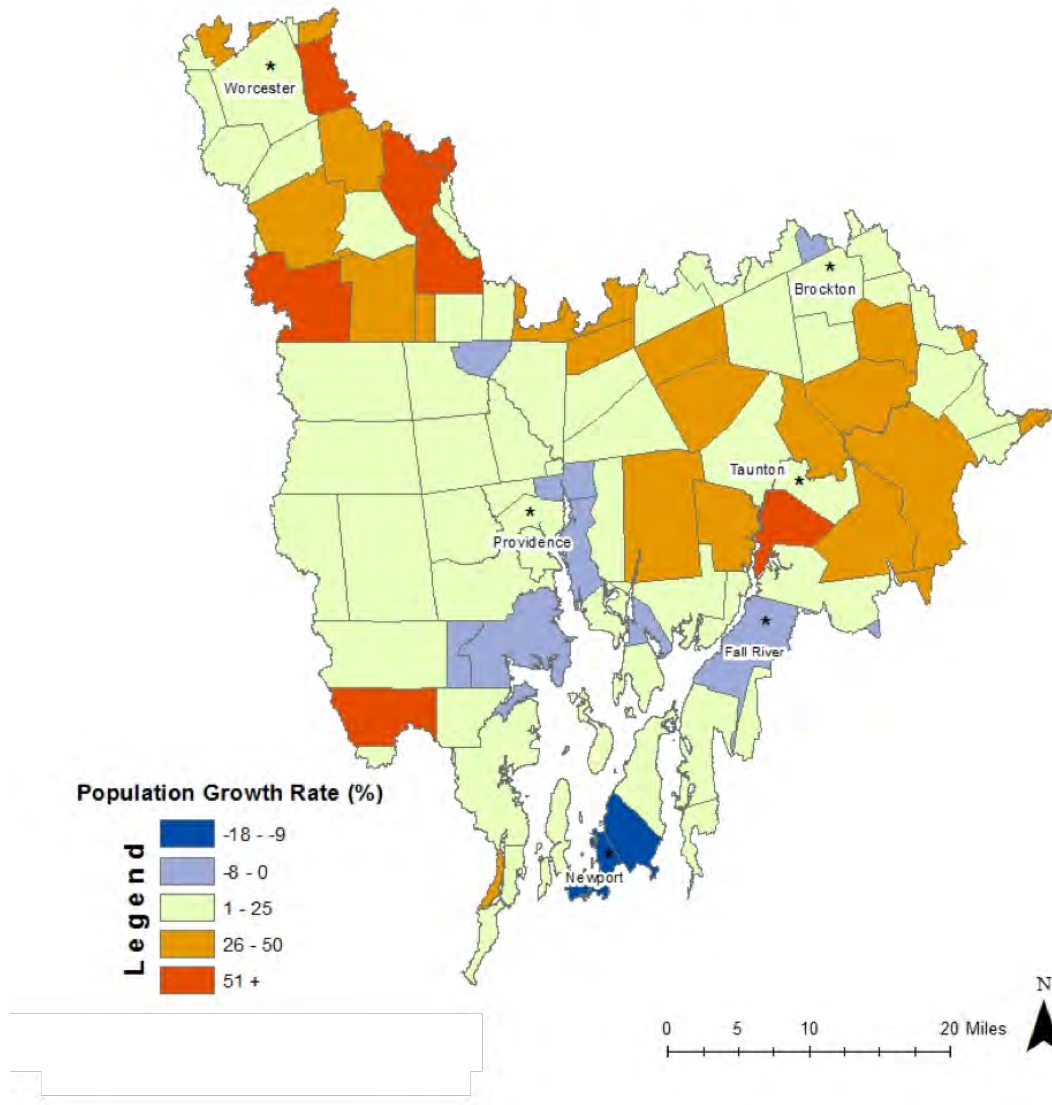 *
Worcester
*
Brockton
Taunton
*
*
Providence
*
Fall River
Population Growth Rate (%)
Legend
-18 - -9
-8 - 0
1 - 25
26 - 50
51 +
*
Newport
N
0 5 10 20 Miles